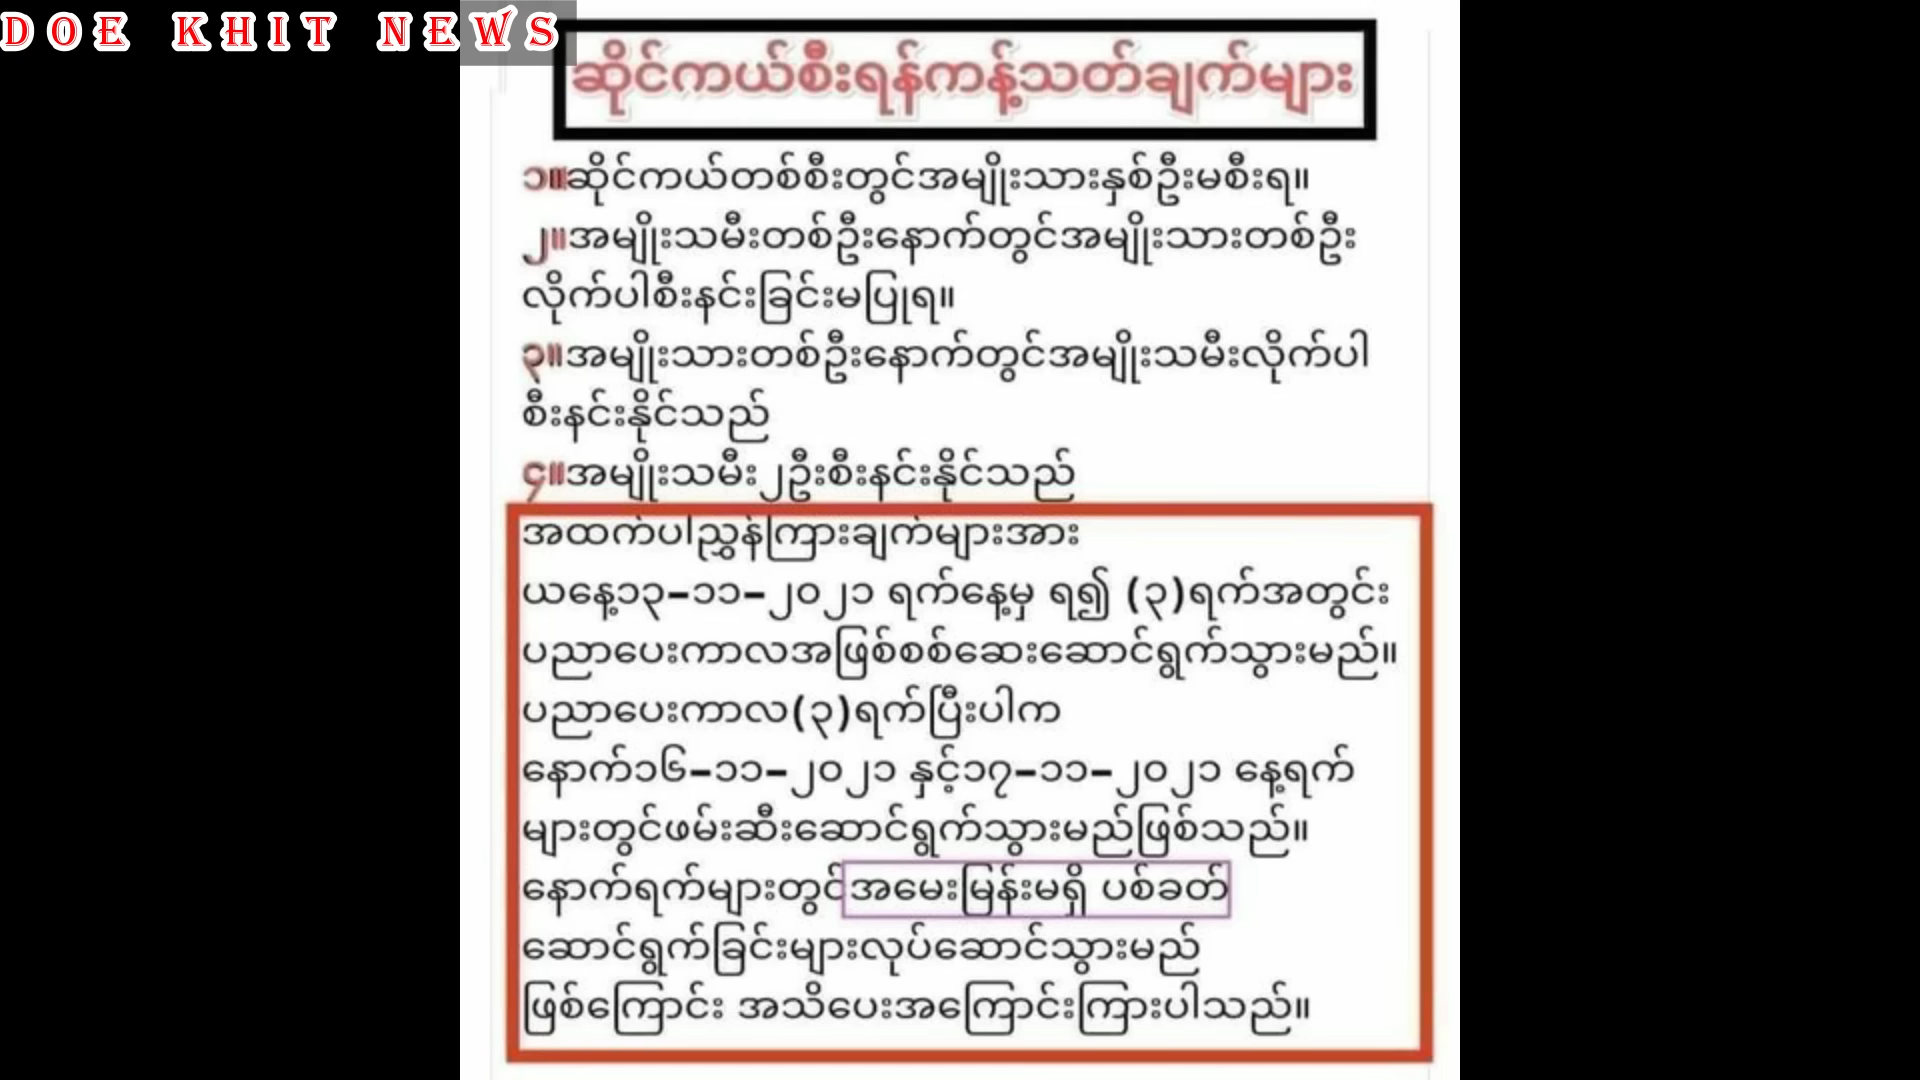 DOE KHIT NEWS
ဆိုင်ကယ်စီးရန်ကန့်သတ်ချက်များ
၁။ဆိုင်ကယ်တစ်စီးတွင်အမျိုးသားနှစ်ဦးမစီးရ။
၂။အမျိုးသမီးတစ်ဦးနောက်တွင်အမျိုးသားတစ်ဦး
လိုက်ပါစီးနင်းခြင်းမပြုရ။
၃။အမျိုးသားတစ်ဦးနောက်တွင်အမျိုးသမီးလိုက်ပါ
စီးနင်းနိုင်သည်
၄။အမျိုးသမီး၂ဦးစီးနင်းနိုင်သည်
အထက်ပါညွှန်ကြားချက်များအား
ယနေ့၁၃–၁၁–၂၀၂၁ ရက်နေ့မှ ရ၍ (၃)ရက်အတွင်း
ပညာပေးကာလအဖြစ်စစ်ဆေးဆောင်ရွက်သွားမည်။
ပညာပေးကာလ(၃)ရက်ပြီးပါက
နောက်၁၆–၁၁–၂၀၂၁ နှင့်၁၇–၁၁–၂၀၂၁ နေ့ရက်
များတွင်ဖမ်းဆီးဆောင်ရွက်သွားမည်ဖြစ်သည်။
နောက်ရက်များတွင်အမေးမြန်းမရှိ ပစ်ခတ်
ဆောင်ရွက်ခြင်းများလုပ်ဆောင်သွားမည်
ဖြစ်ကြောင်း အသိပေးအကြောင်းကြားပါသည်။